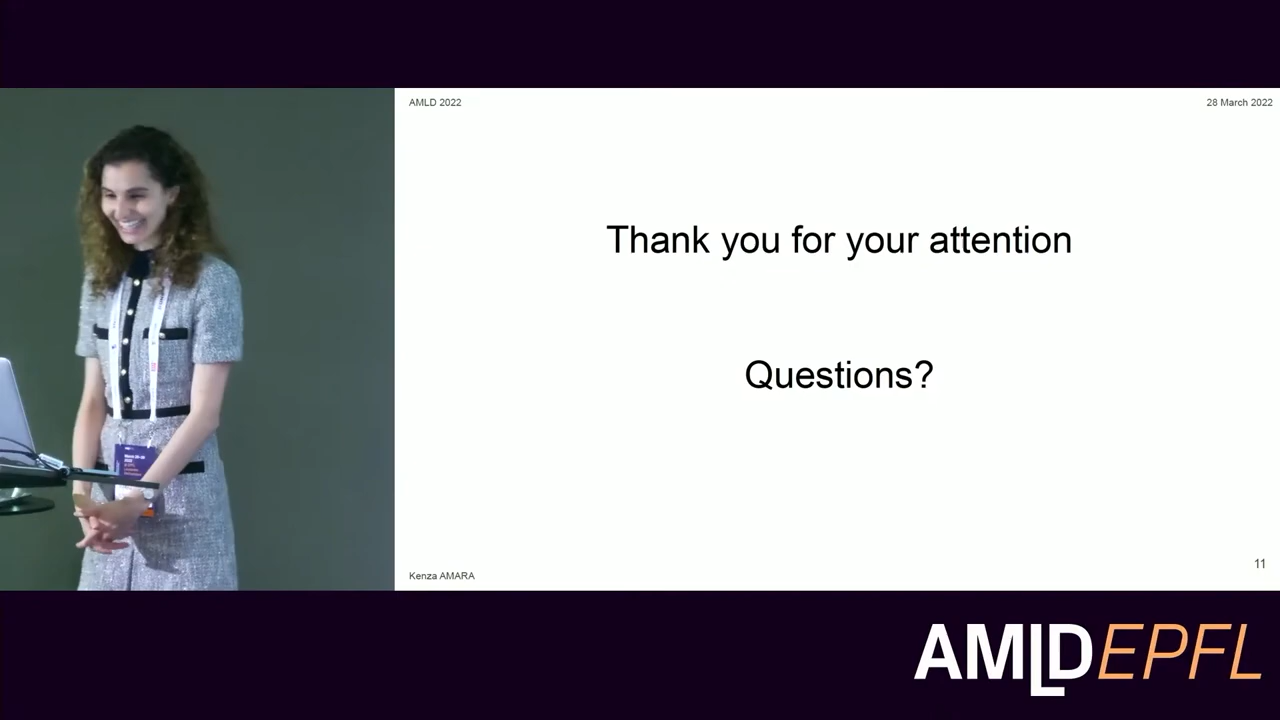 AMLD 2022
28 March 2022
Thank you for your attention
Questions?
Kenza AMARA
11
AMLDEPFL